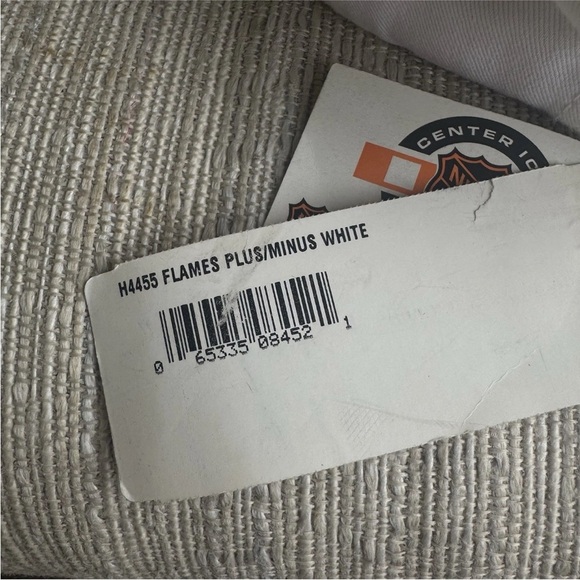 CENTER IC
H4455 FLAMES PLUS/MINUS WHITE
0 65335 08452 1